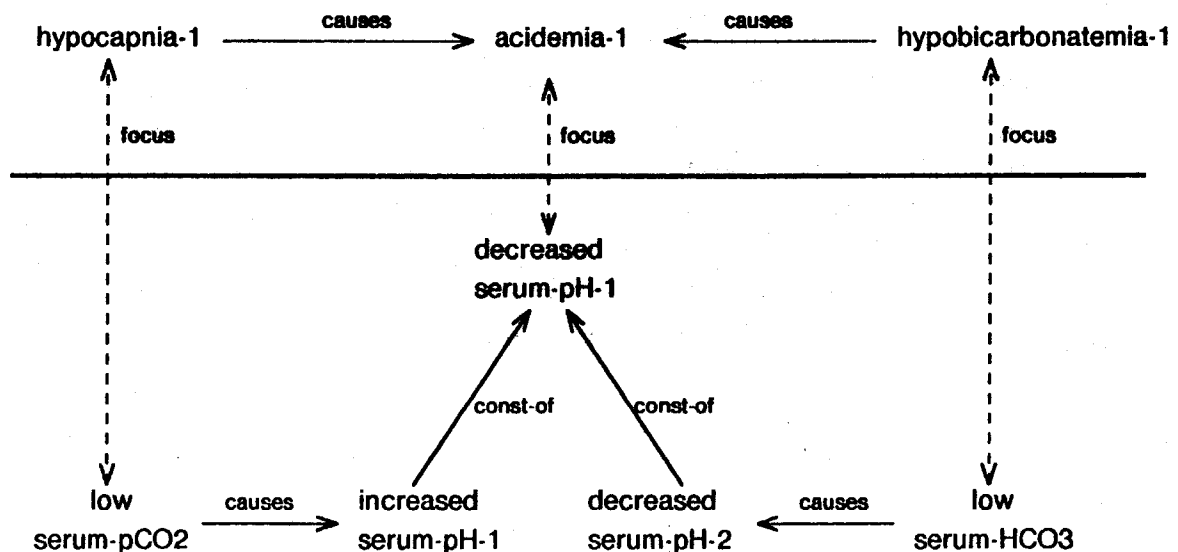 causes
causes
hypocapnia-1
acidemia-1
hypobicarbonatemia-1
focus
focus
focus
decreased
serum-pH-1
const-of
const-of
low
serum-pCO2
causes
increased
serum-pH-1
decreased
serum-pH-2
causes
low
serum-HCO3